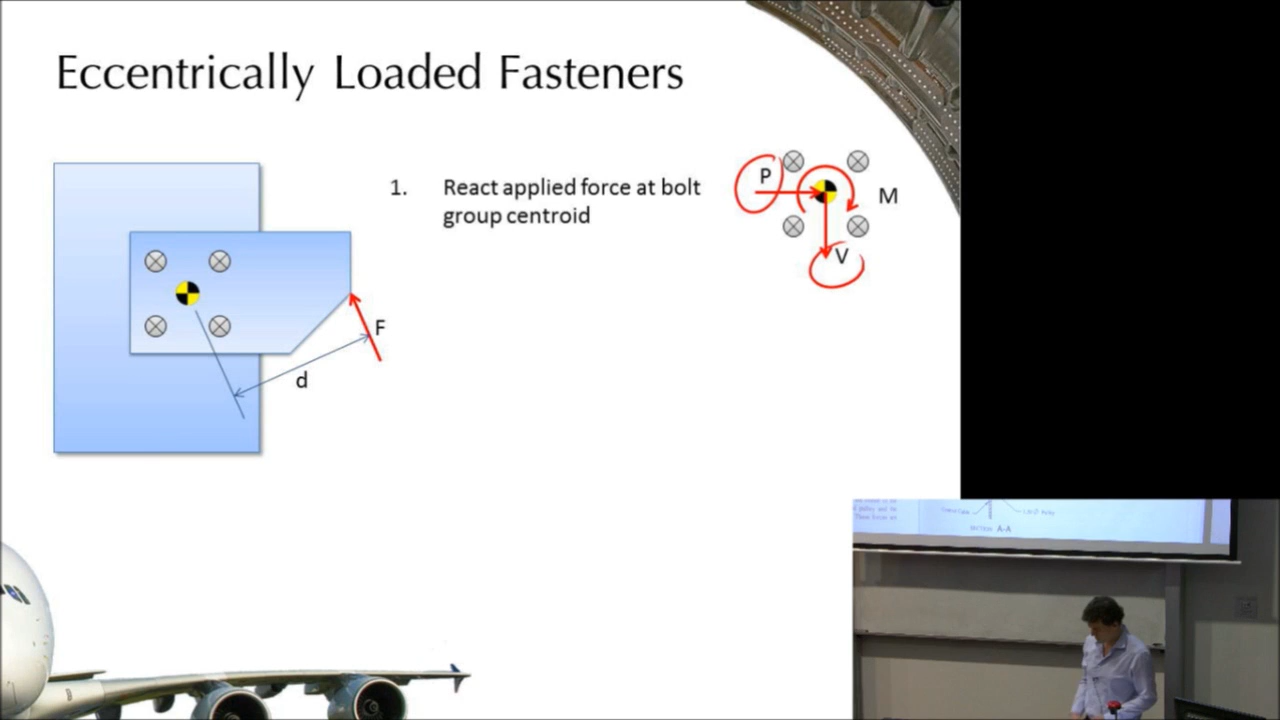 Eccentrically Loaded Fasteners
1. React applied force at bolt
group centroid
P
M
V
F
d
A-A